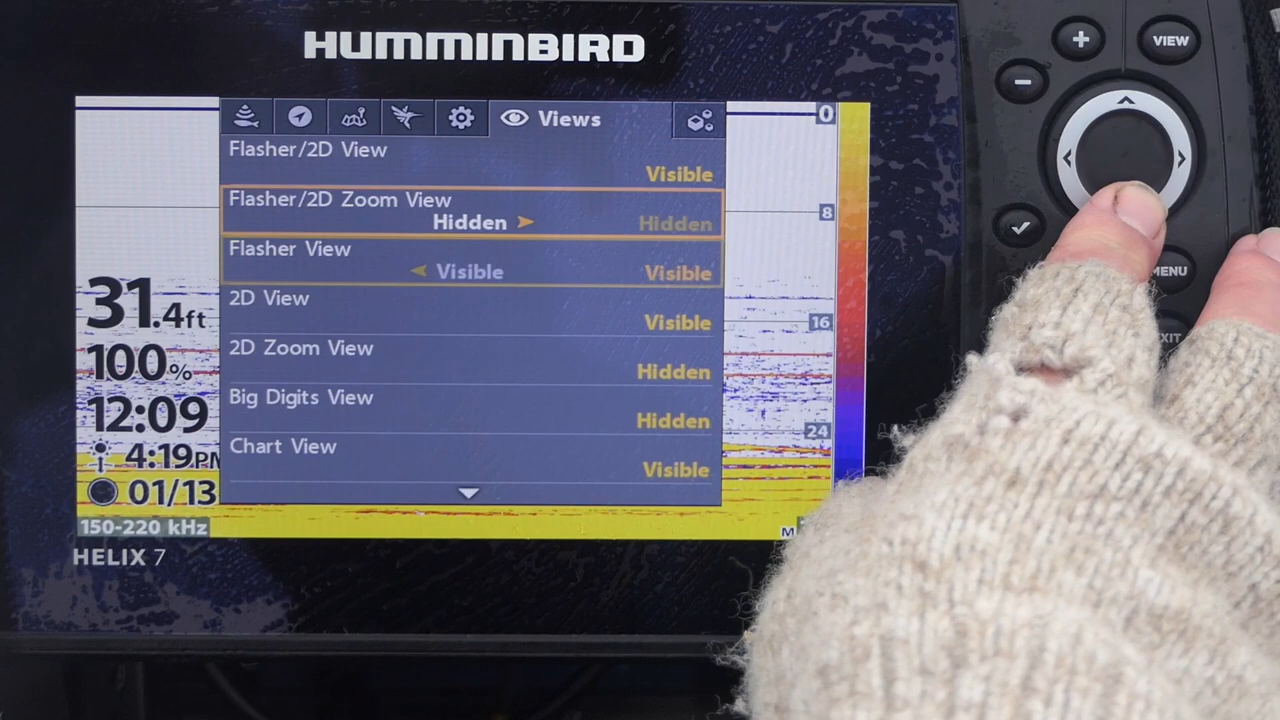 HUMMINBIRD
+
VIEW
-
Views
0
Flasher/2D View
Visible
Flasher/2D Zoom View
Hidden Hidden
8
Flasher View
Visible Visible
2D View
Visible
16
2D Zoom View
Hidden
Big Digits View
Hidden
24
Chart View
Visible
31.4ft
100%
12:09
4:19PM
01/13
150-220 kHz
M
HELIX 7
MENU
EXIT